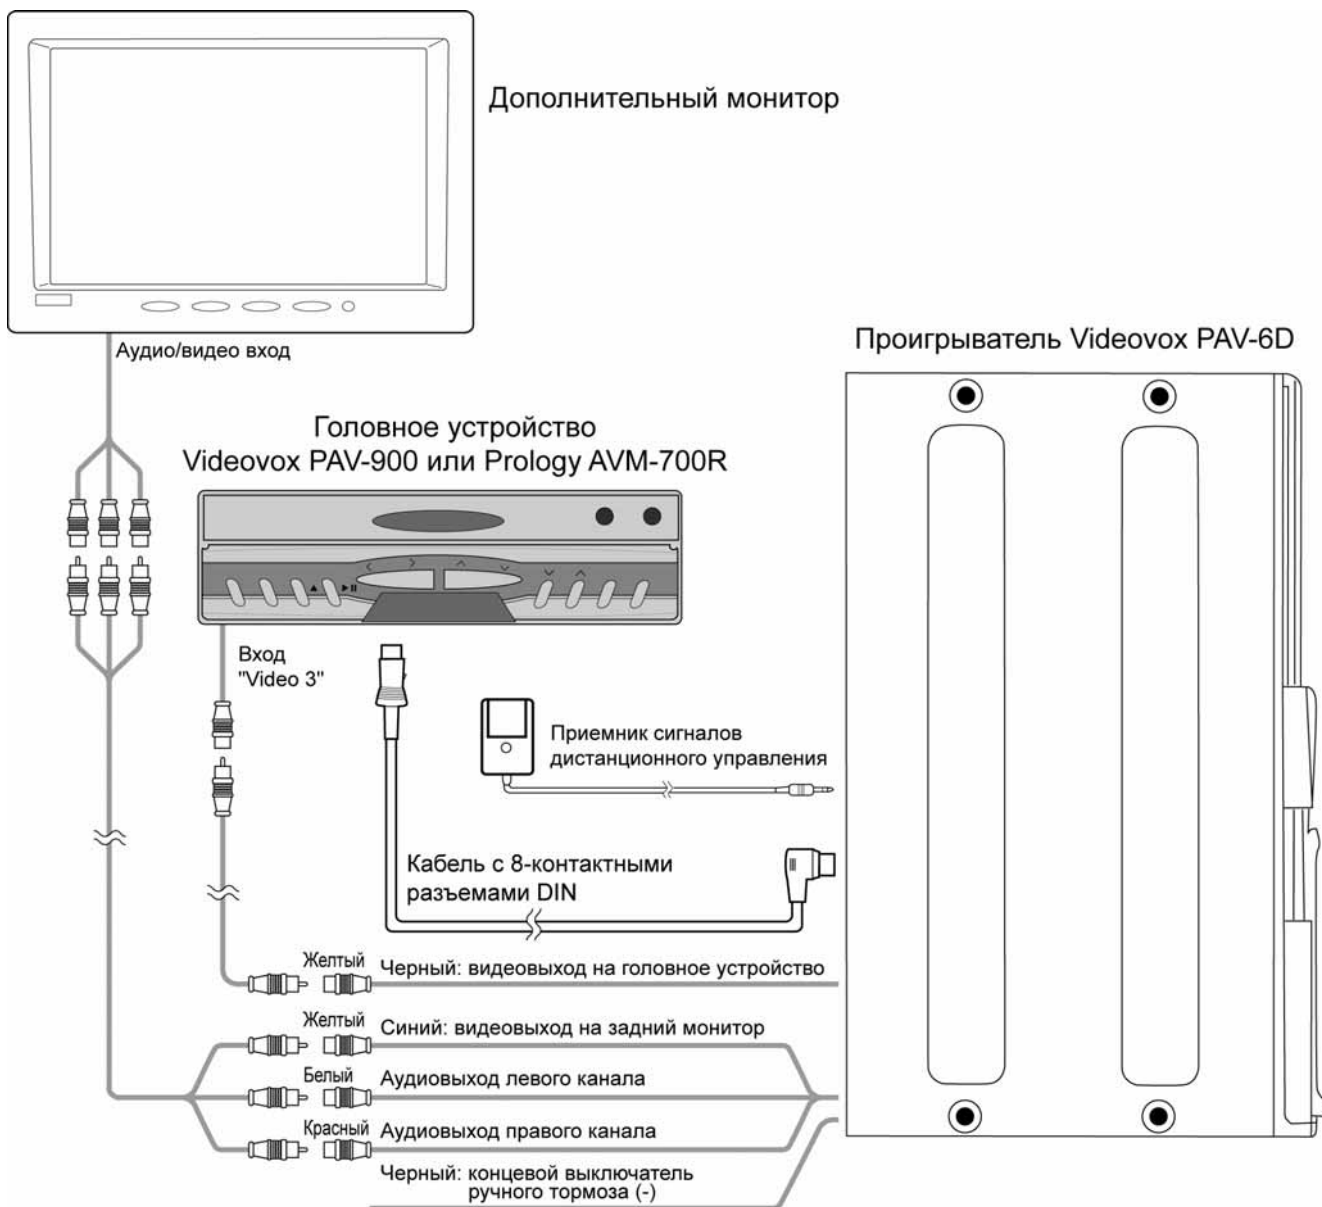 Дополнительный монитор
Аудио/видео вход
Проигрыватель Videovox PAV-6D
Головное устройство
Videovox PAV-900 или Prology AVM-700R
Вход
"Video 3"
Приемник сигналов
дистанционного управления
Кабель с 8-контактными
разъемами DIN
Желтый
Черный: видеовыход на головное устройство
Желтый
Синий: видеовыход на задний монитор
Белый
Аудиовыход левого канала
Красный
Аудиовыход правого канала
Черный: концевой выключатель
ручного тормоза (-)